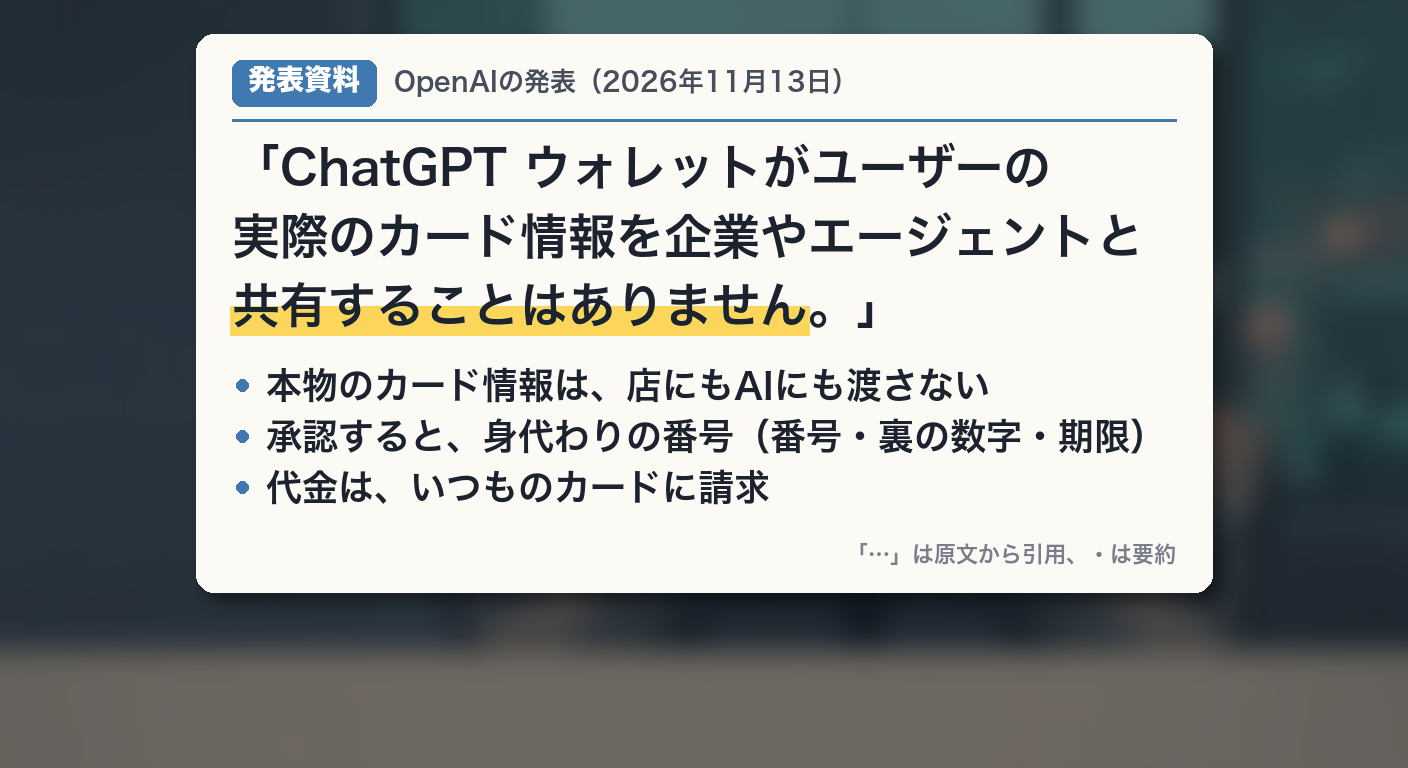 発表資料 OpenAIの発表（2026年11月13日）
「ChatGPT ウォレットがユーザーの
実際のカード情報を企業やエージェントと
共有することはありません。」
• 本物のカード情報は、店にもAIにも渡さない
• 承認すると、身代わりの番号（番号・裏の数字・期限）
• 代金は、いつものカードに請求
「…」は原文から引用、・は要約